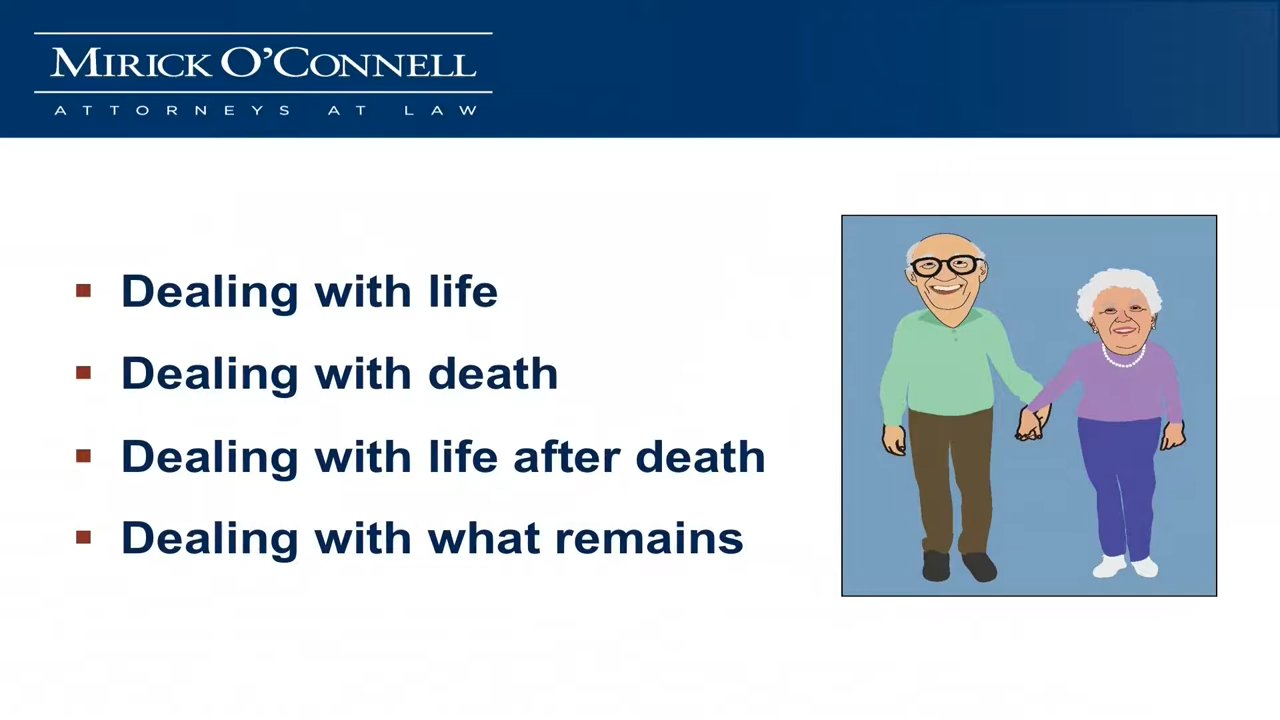 MIRICK O’CONNELL
ATTORNEYS AT LAW
Dealing with life
Dealing with death
Dealing with life after death
Dealing with what remains